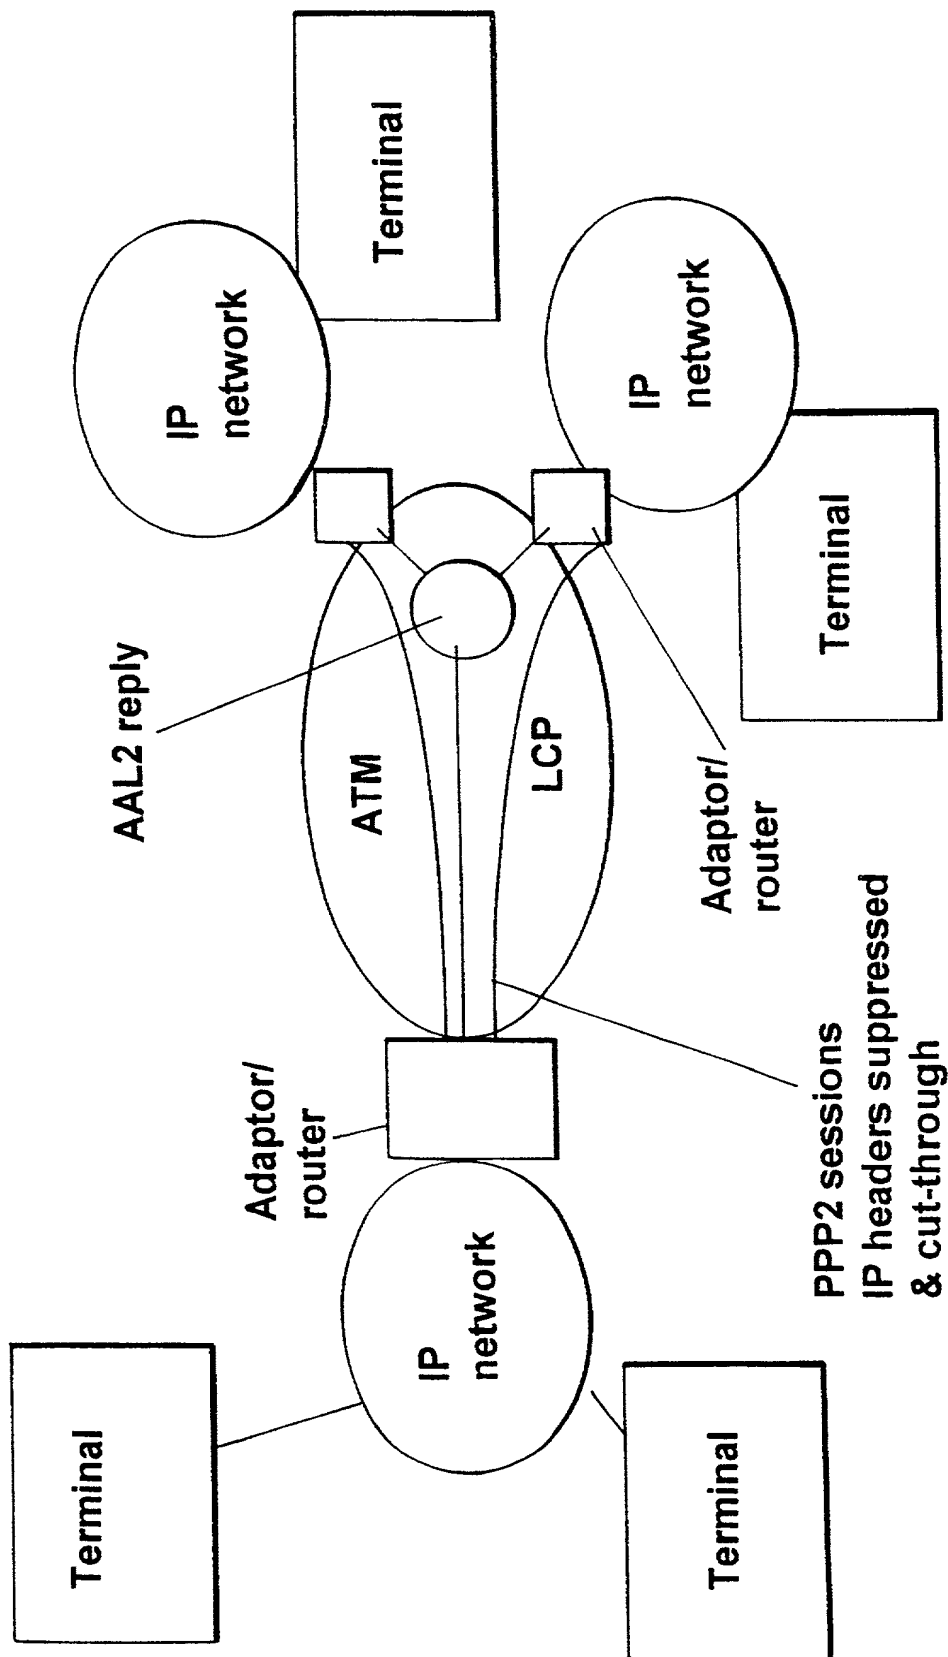 Terminal
IP
network
Terminal
Adaptor/
router
PPP2 sessions
IP headers suppressed
& cut-through
AAL2 reply
ATM
LCP
Adaptor/
router
IP
network
Terminal
IP
network
Terminal